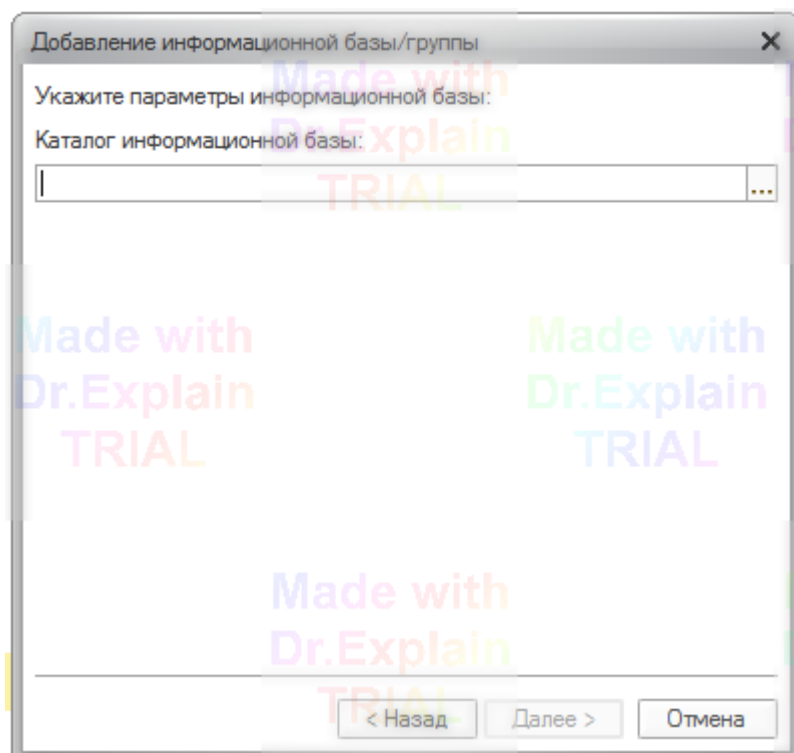 Добавление информационной базы/группы
Укажите параметры информационной базы:
Каталог информационной базы:
...
Made with
Dr.Explain
TRIAL
Made with
Dr.Explain
TRIAL
Made with
Dr.Explain
TRIAL
Made with
Dr.Explain
TRIAL
< Назад
Далее >
Отмена